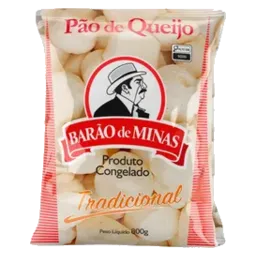 Pão de Queijo
BARÃO de MINAS
Produto
Congelado
Tradicional
Peso Líquido 800g